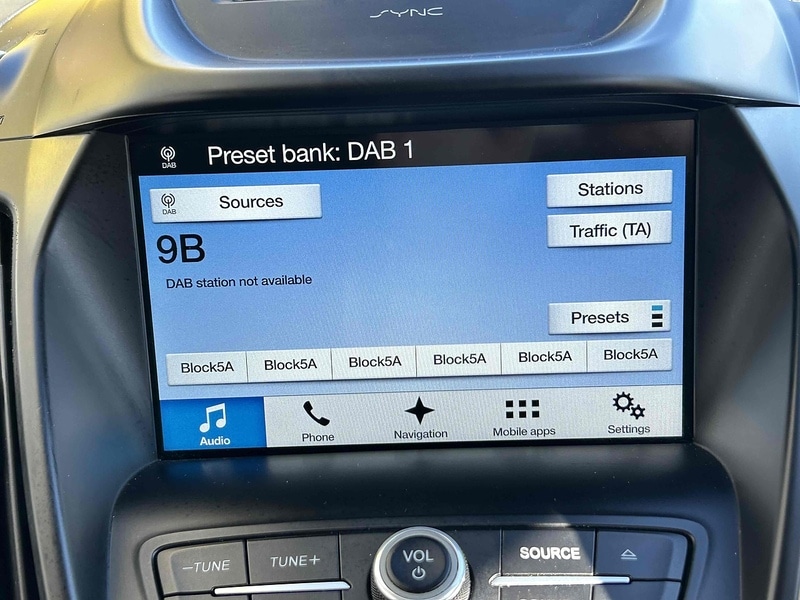 SYNC
DAB
Preset bank: DAB 1
DAB
Sources
Stations
9B
Traffic (TA)
DAB station not available
Presets
Block5A Block5A Block5A Block5A Block5A Block5A
Audio Phone Navigation Mobile apps Settings
–TUNE TUNE+ VOL SOURCE